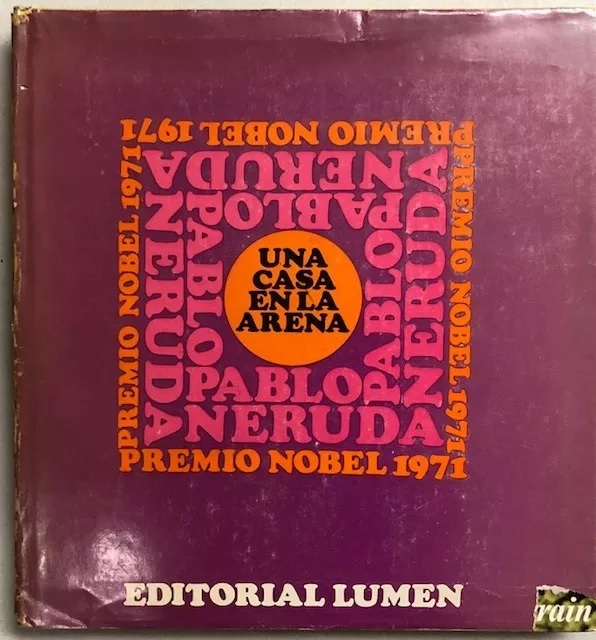 PREMIO NOBEL 1971
NERUDA
PABLO
PREMIO NOBEL 1971
NERUDA
PABLO
UNA
CASA
EN LA
ARENA
PABLO
NERUDA
PREMIO NOBEL 1971
PABLO
NERUDA
PREMIO NOBEL 1971
EDITORIAL LUMEN
rain